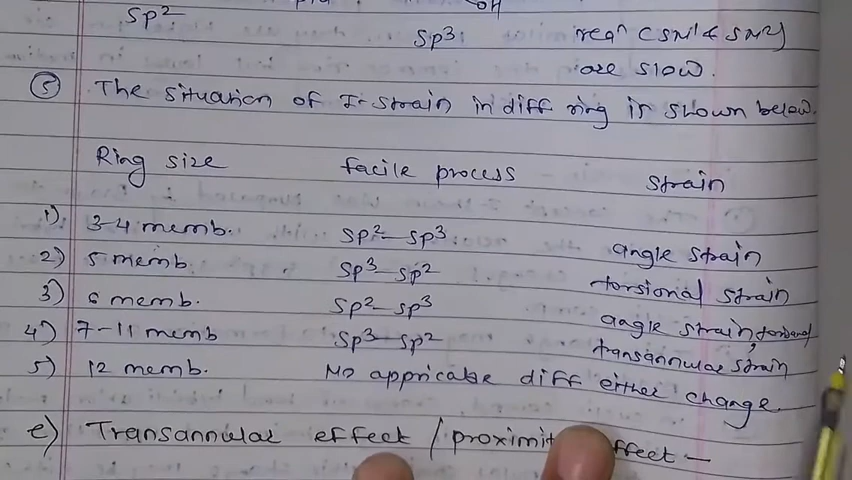 OH
Sp2
Sp3 reaⁿ (SN1 & SN2)
are slow.
5 The situation of I-strain in diff ring is shown below.
Ring size facile process strain
1) 3-4 memb. Sp2-Sp3 angle strain
2) 5 memb. Sp3-Sp2 torsional strain
3) 6 memb. Sp2-Sp3 angle strain, torsional
4) 7-11 memb Sp3-Sp2 transannular strain
5) 12 memb. No appricable diff either change.
e) Transannular effect / proximit ffect -